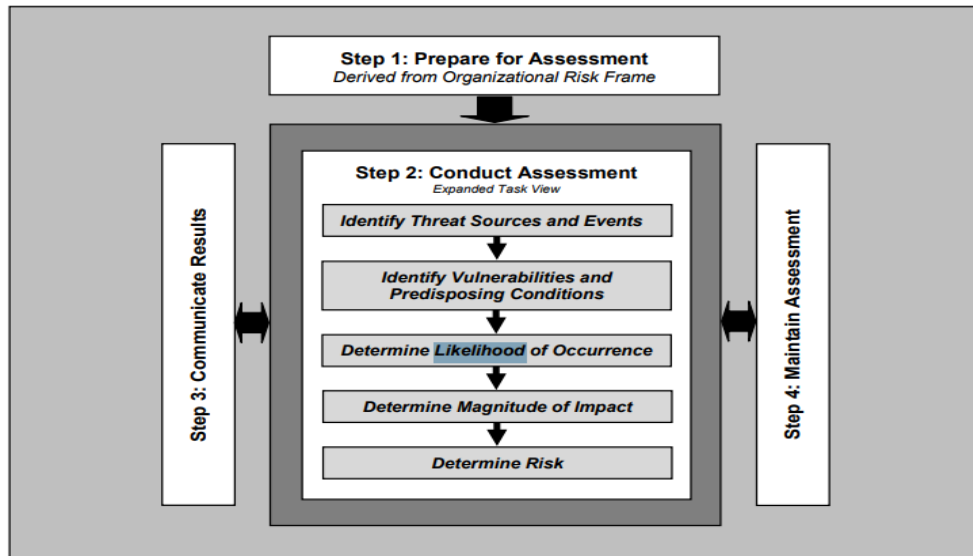 Step 1: Prepare for Assessment
Derived from Organizational Risk Frame
Step 2: Conduct Assessment
Expanded Task View
Identify Threat Sources and Events
Identify Vulnerabilities and
Predisposing Conditions
Determine Likelihood of Occurrence
Determine Magnitude of Impact
Determine Risk
Step 3: Communicate Results
Step 4: Maintain Assessment